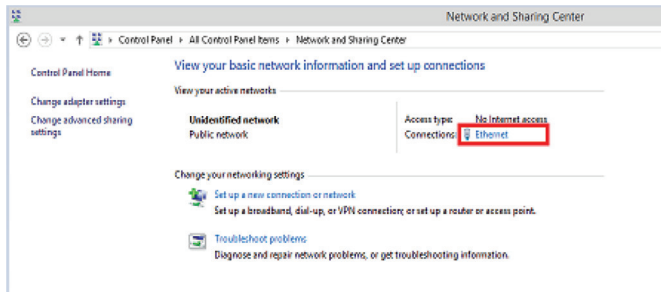 Network and Sharing Center
Control Panel › All Control Panel Items › Network and Sharing Center
Control Panel Home
Change adapter settings
Change advanced sharing
settings
View your basic network information and set up connections
View your active networks
Unidentified network
Public network
Access type: No Internet access
Connections: Ethernet
Change your networking settings
Set up a new connection or network
Set up a broadband, dial-up, or VPN connection; or set up a router or access point.
Troubleshoot problems
Diagnose and repair network problems, or get troubleshooting information.